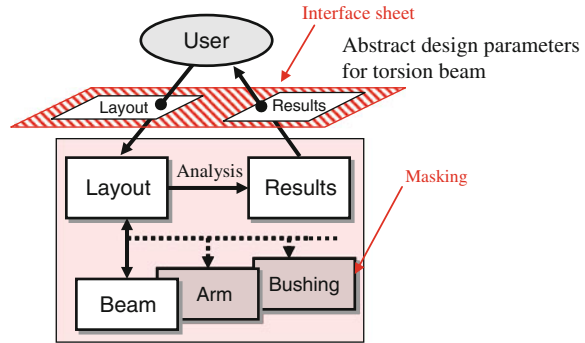 Interface sheet
User
Abstract design parameters
for torsion beam
Layout
Results
Analysis
Layout
Results
Masking
Beam
Arm
Bushing